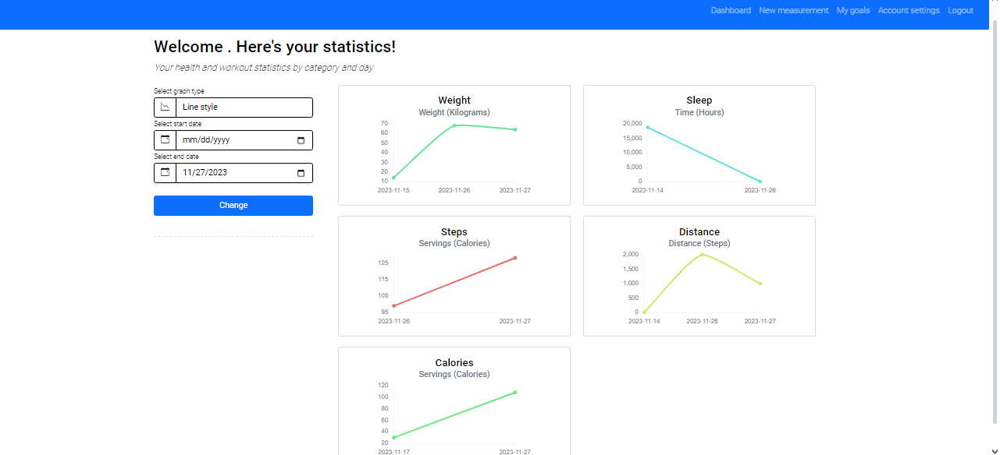 Dashboard New measurement My goals Account settings Logout
Welcome . Here's your statistics!
Your health and workout statistics by category and day
Select graph type
Line style
Select start date
mm/dd/yyyy
Select end date
11/27/2023
Change
Weight
Weight (Kilograms)
70
60
50
40
30
20
10
2023-11-15 2023-11-26 2023-11-27
Sleep
Time (Hours)
20,000
15,000
10,000
5,000
0
2023-11-14 2023-11-26
Steps
Servings (Calories)
125
115
105
95
2023-11-26 2023-11-27
Distance
Distance (Steps)
2,000
1,500
1,000
500
0
2023-11-14 2023-11-26 2023-11-27
Calories
Servings (Calories)
120
100
80
60
40
20
2023-11-17 2023-11-27